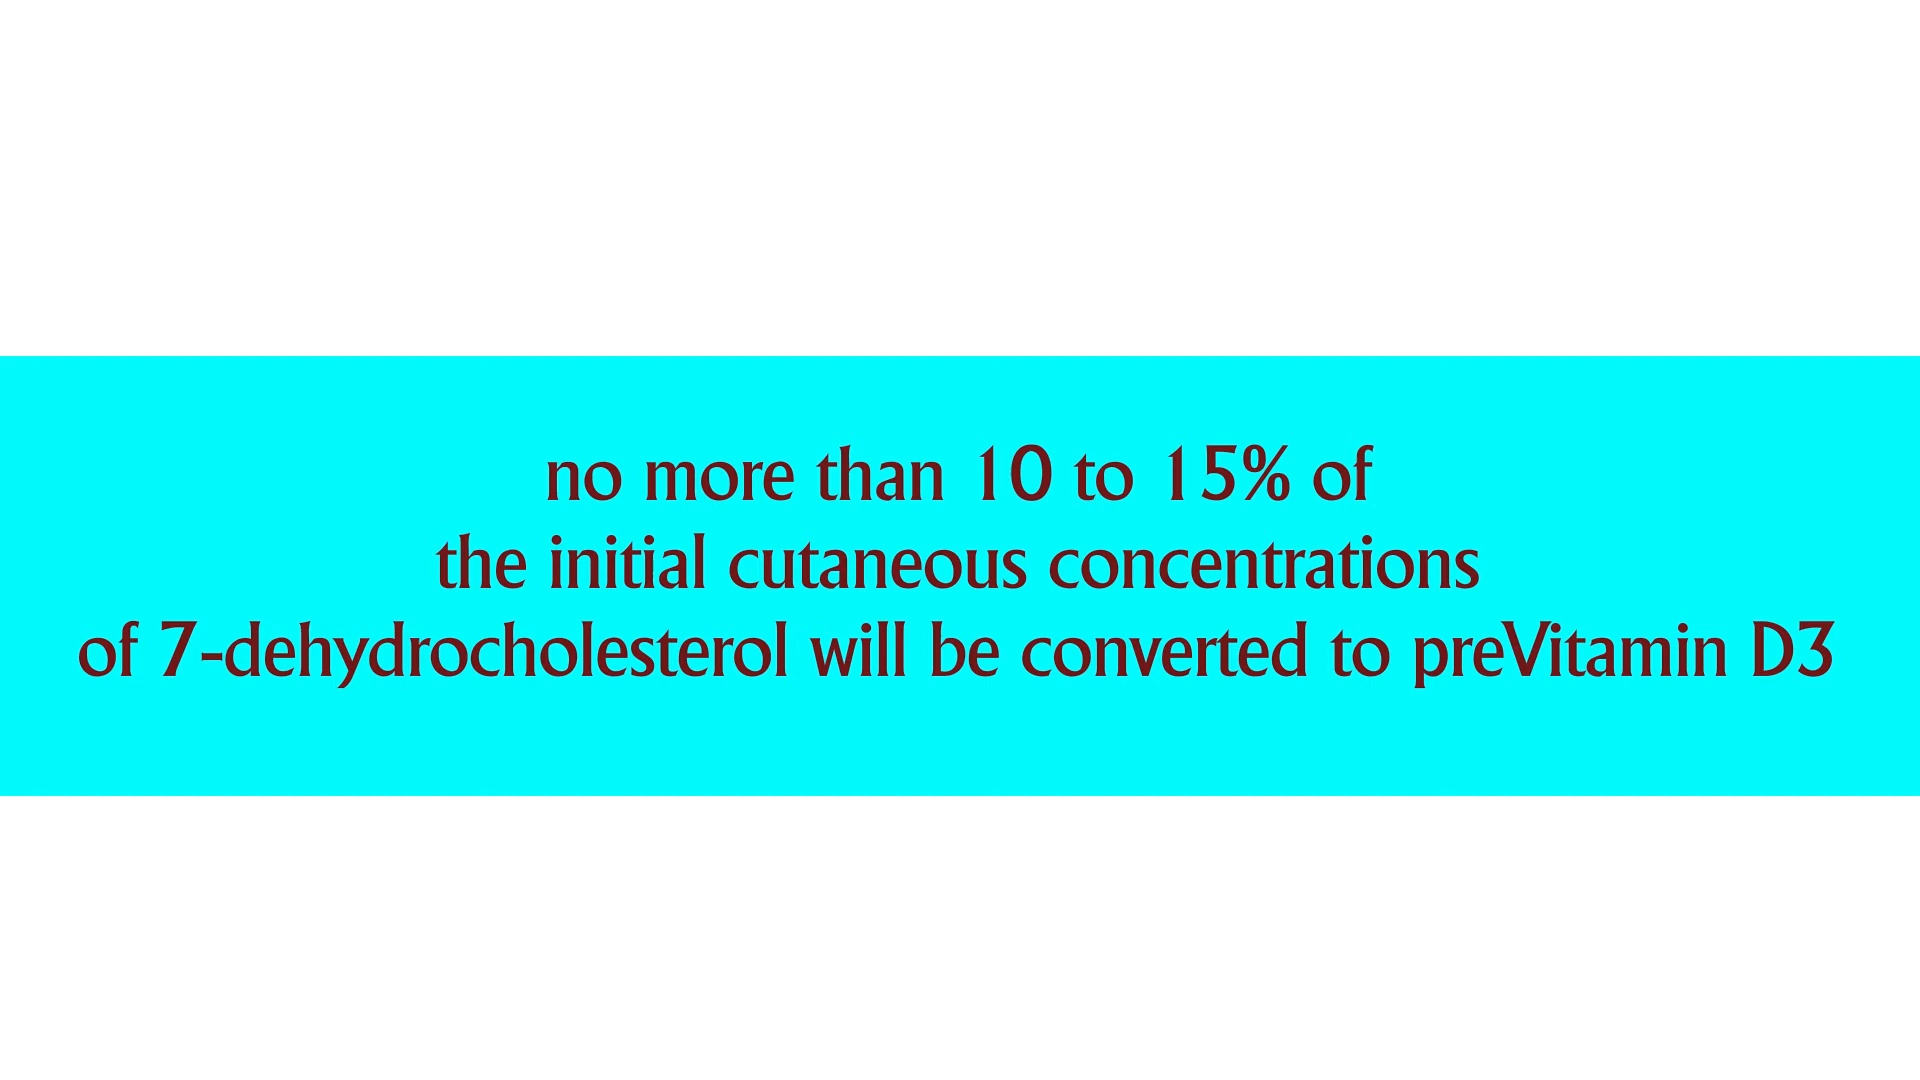 no more than 10 to 15% of
the initial cutaneous concentrations
of 7-dehydrocholesterol will be converted to preVitamin D3